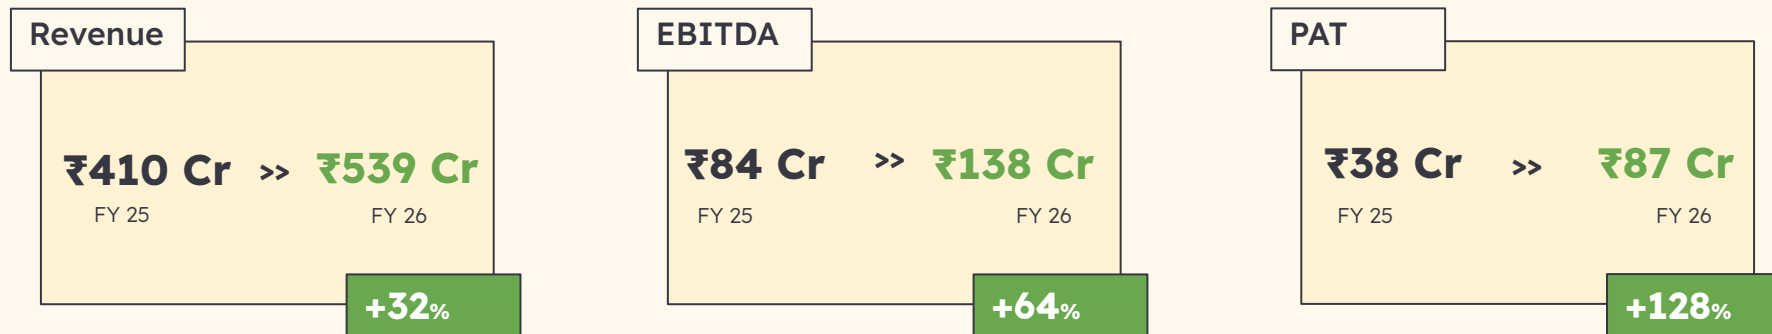 Revenue
₹410 Cr >> ₹539 Cr
FY 25 FY 26
+32%
EBITDA
₹84 Cr >> ₹138 Cr
FY 25 FY 26
+64%
PAT
₹38 Cr >> ₹87 Cr
FY 25 FY 26
+128%